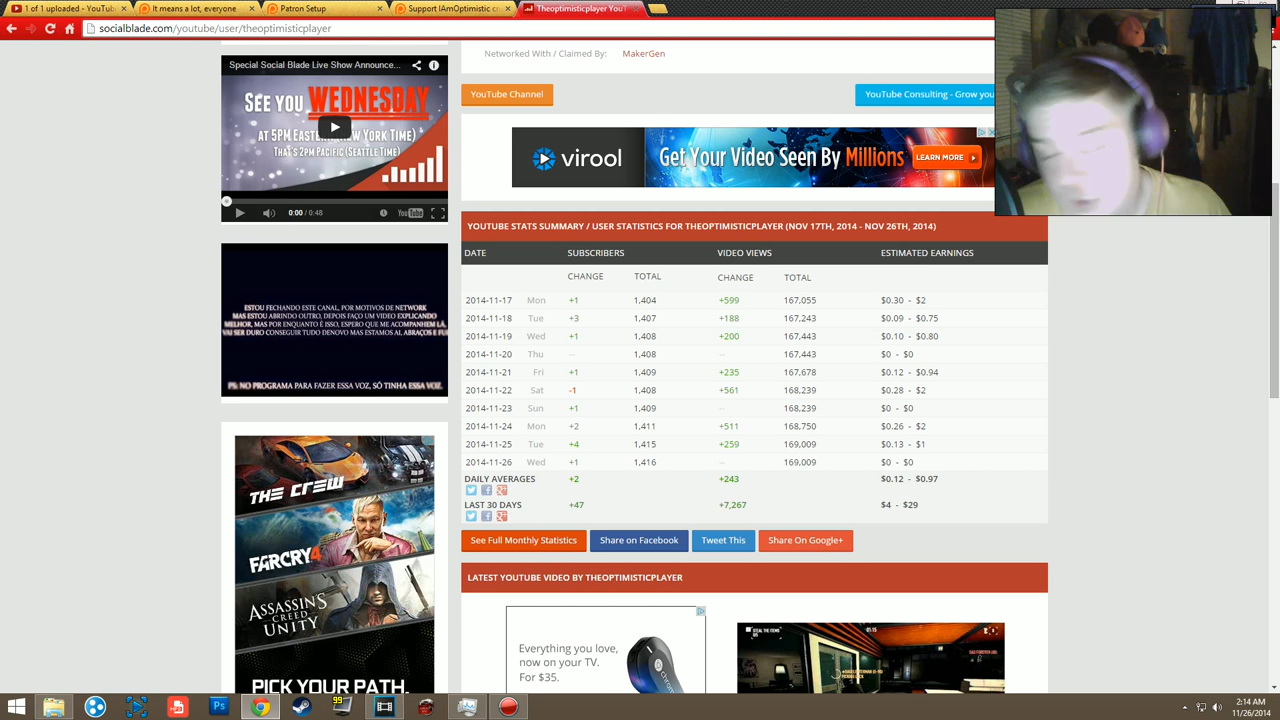 1 of 1 uploaded - YouTub
It means a lot, everyone
Patron Setup
Support IAmOptimistic cr
Theoptimisticplayer YouT
socialblade.com/youtube/user/theoptimisticplayer
Networked With / Claimed By: MakerGen
Special Social Blade Live Show Announce...
SEE YOU WEDNESDAY
AT 5PM EASTERN (NEW YORK TIME)
THAT'S 2PM PACIFIC (SEATTLE TIME)
0:00 / 0:48
YouTube
YouTube Channel
YouTube Consulting - Grow you
virool
Get Your Video Seen By Millions
LEARN MORE
YOUTUBE STATS SUMMARY / USER STATISTICS FOR THEOPTIMISTICPLAYER (NOV 17TH, 2014 - NOV 26TH, 2014)
DATE SUBSCRIBERS VIDEO VIEWS ESTIMATED EARNINGS
CHANGE TOTAL CHANGE TOTAL
2014-11-17 Mon +1 1,404 +599 167,055 $0.30 - $2
2014-11-18 Tue +3 1,407 +188 167,243 $0.09 - $0.75
2014-11-19 Wed +1 1,408 +200 167,443 $0.10 - $0.80
2014-11-20 Thu -- 1,408 -- 167,443 $0 - $0
2014-11-21 Fri +1 1,409 +235 167,678 $0.12 - $0.94
2014-11-22 Sat -1 1,408 +561 168,239 $0.28 - $2
2014-11-23 Sun +1 1,409 -- 168,239 $0 - $0
2014-11-24 Mon +2 1,411 +511 168,750 $0.26 - $2
2014-11-25 Tue +4 1,415 +259 169,009 $0.13 - $1
2014-11-26 Wed +1 1,416 -- 169,009 $0 - $0
DAILY AVERAGES +2 +243 $0.12 - $0.97
LAST 30 DAYS +47 +7,267 $4 - $29
See Full Monthly Statistics
Share on Facebook
Tweet This
Share On Google+
ESTOU FECHANDO ESTE CANAL, POR MOTIVOS DE NETWORK
MAS ESTOU ABRINDO OUTRO, DEPOIS FAÇO UM VIDEO EXPLICANDO
MELHOR, MAS POR ENQUANTO É ISSO, ESPERO QUE ME ACOMPANHEM LÁ,
VAI SER DURO CONSEGUIR TUDO DENOVO MAS ESTAMOS AI, ABRAÇOS E
PS: NO PROGRAMA PARA FAZER ESSA VOZ, SÓ TINHA ESSA VOZ.
THE CREW
FARCRY4
ASSASSIN'S
CREED
UNITY
PICK YOUR PATH.
LATEST YOUTUBE VIDEO BY THEOPTIMISTICPLAYER
Everything you love,
now on your TV.
For $35.
chrome
STEAL THE ITEMS
Ps
99
2:14 AM
11/26/2014